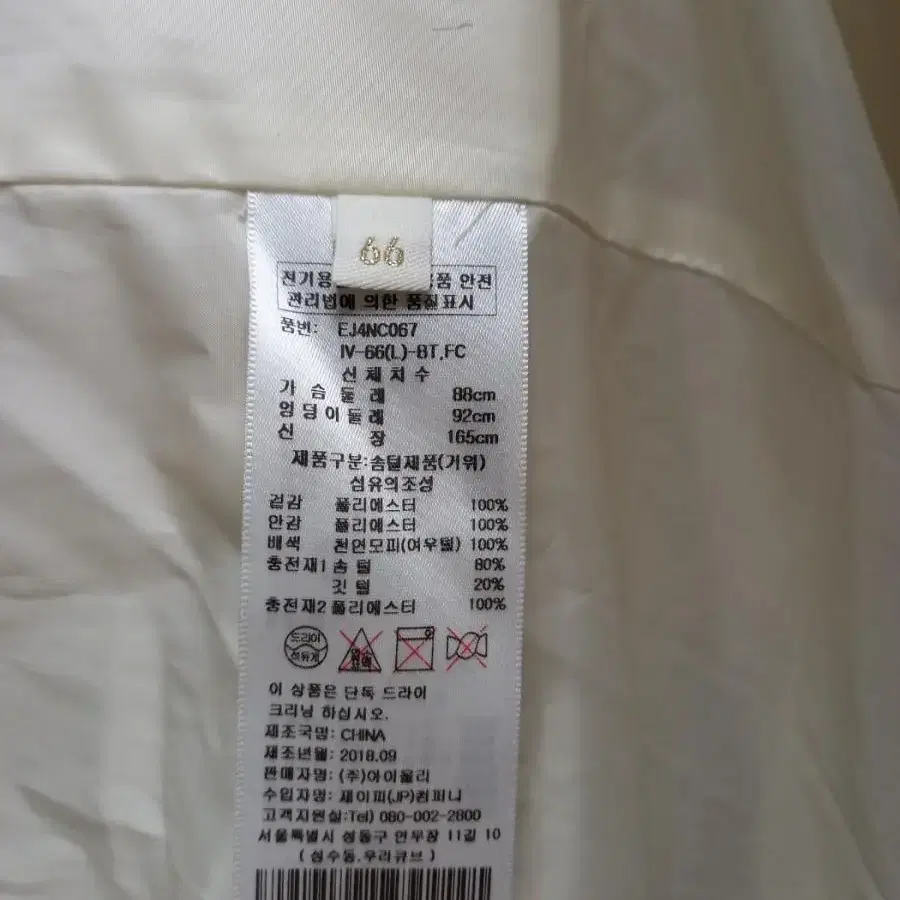 66
전기용 용품 안전
관리법에 의한 품질표시
품번: EJ4NC067
IV-66(L)-BT,FC
신체치수
가슴둘레 88cm
엉덩이둘레 92cm
신장 165cm
제품구분:솜털제품(거위)
섬유의조성
겉감 폴리에스터 100%
안감 폴리에스터 100%
배색 천연모피(여우털) 100%
충전재1 솜털 80%
깃털 20%
충전재2 폴리에스터 100%
드라이
석유계
이 상품은 단독 드라이
크리닝 하십시오.
제조국명: CHINA
제조년월: 2018.09
판매자명: (주)아이올리
수입자명: 제이피(JP)컴퍼니
고객지원실:Tel) 080-002-2800
서울특별시 성동구 연무장 11길 10
(성수동.우리큐브)